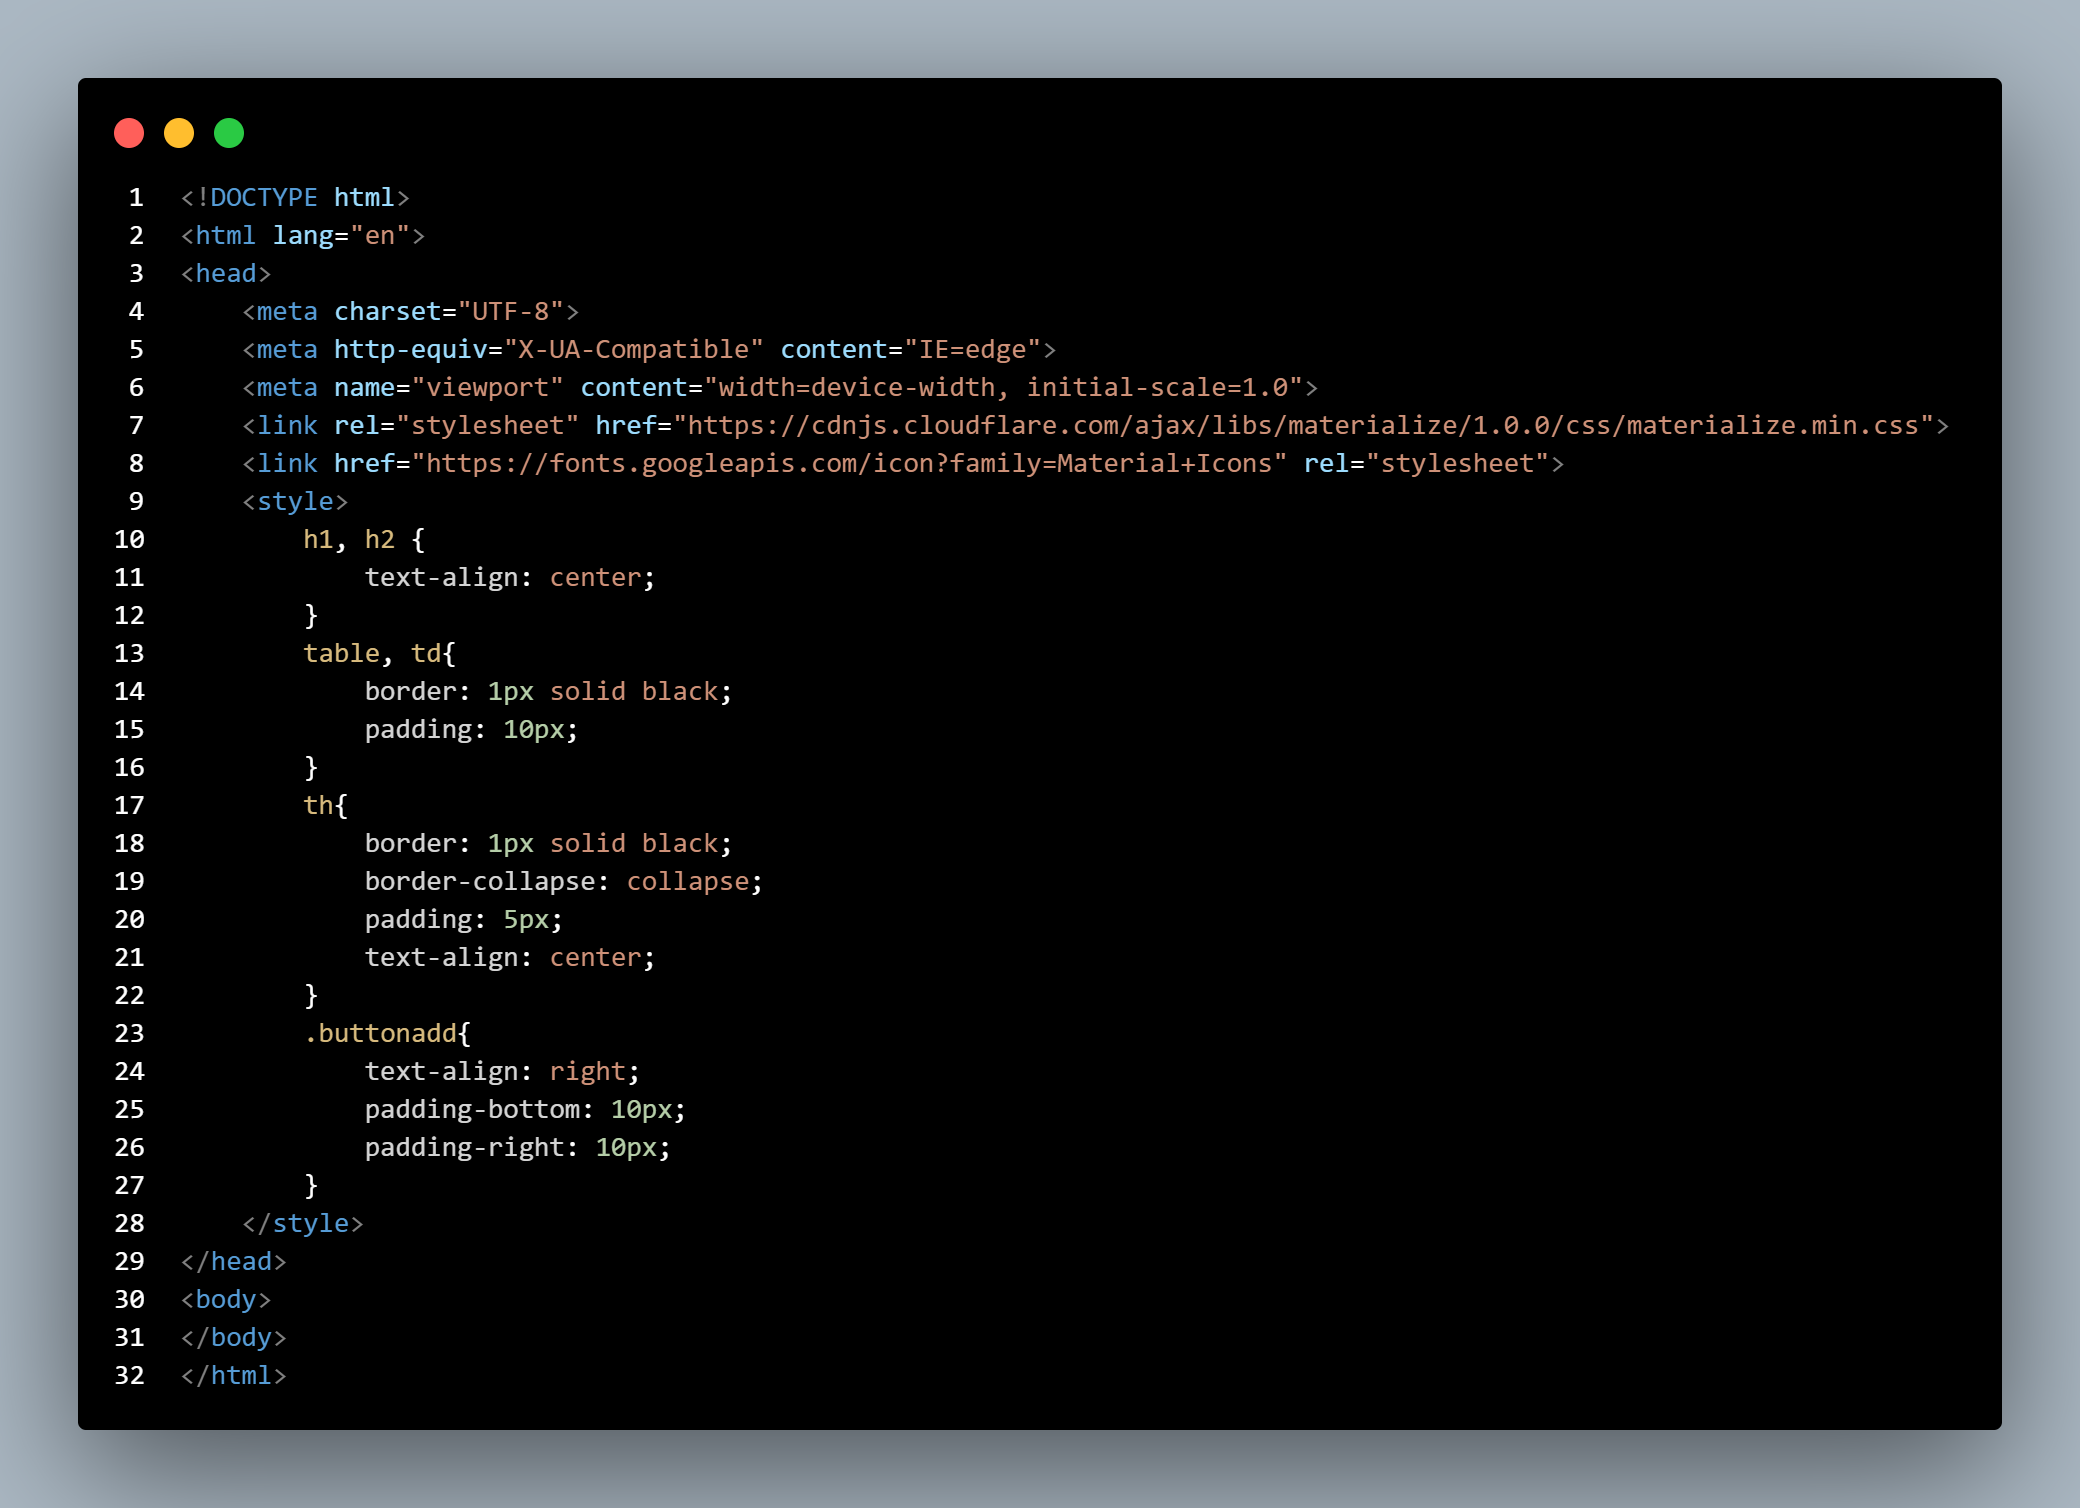 1 <!DOCTYPE html>
2 <html lang="en">
3 <head>
4     <meta charset="UTF-8">
5     <meta http-equiv="X-UA-Compatible" content="IE=edge">
6     <meta name="viewport" content="width=device-width, initial-scale=1.0">
7     <link rel="stylesheet" href="https://cdnjs.cloudflare.com/ajax/libs/materialize/1.0.0/css/materialize.min.css">
8     <link href="https://fonts.googleapis.com/icon?family=Material+Icons" rel="stylesheet">
9     <style>
10         h1, h2 {
11             text-align: center;
12         }
13         table, td{
14             border: 1px solid black;
15             padding: 10px;
16         }
17         th{
18             border: 1px solid black;
19             border-collapse: collapse;
20             padding: 5px;
21             text-align: center;
22         }
23         .buttonadd{
24             text-align: right;
25             padding-bottom: 10px;
26             padding-right: 10px;
27         }
28     </style>
29 </head>
30 <body>
31 </body>
32 </html>